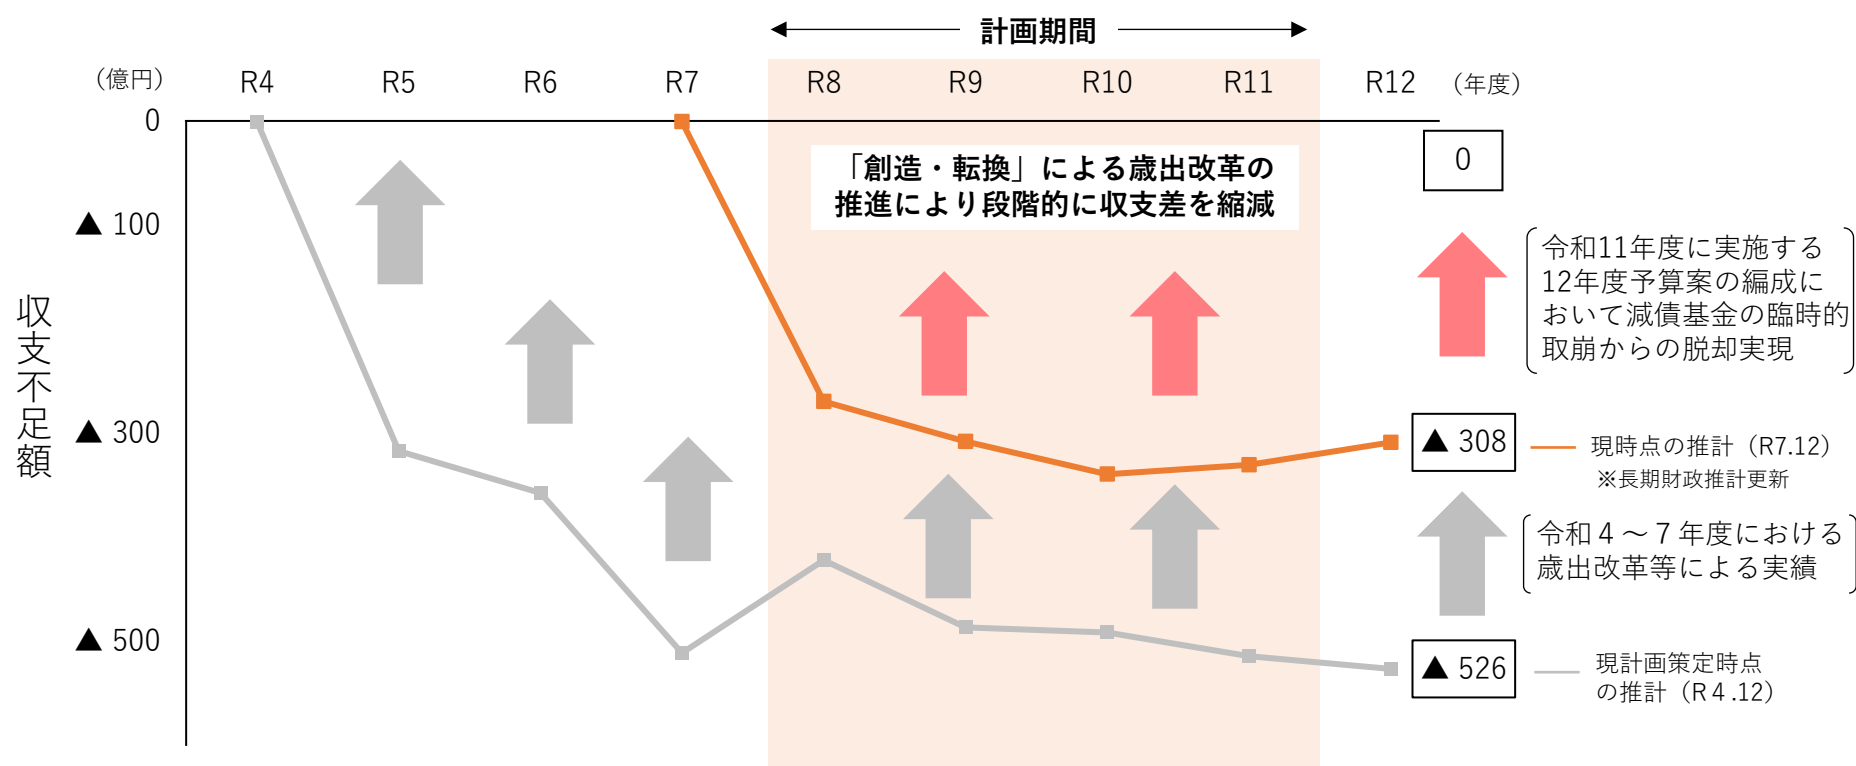 計画期間
（億円）
R4
R5
R6
R7
R8
R9
R10
R11
R12
（年度）
0
▲ 100
▲ 300
▲ 500
収支不足額
「創造・転換」による歳出改革の
推進により段階的に収支差を縮減
0
令和11年度に実施する
12年度予算案の編成に
おいて減債基金の臨時的
取崩からの脱却実現
▲ 308
現時点の推計（R7.12）
※長期財政推計更新
令和４～７年度における
歳出改革等による実績
▲ 526
現計画策定時点
の推計（R４.12）